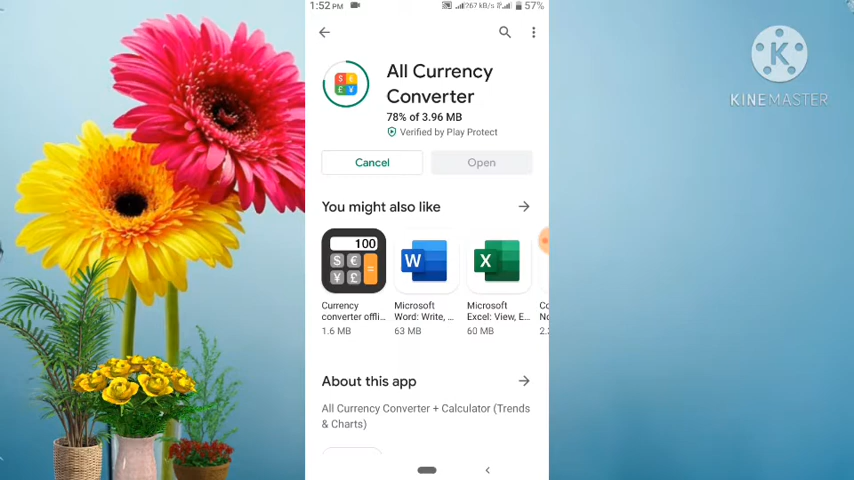 1:52 PM
267 kB/s
57%
K
KINEMASTER
All Currency
Converter
78% of 3.96 MB
Verified by Play Protect
Cancel
Open
You might also like
100
$ €
¥ £
=
W
X
Currency
converter offli...
1.6 MB
Microsoft
Word: Write, ...
63 MB
Microsoft
Excel: View, E...
60 MB
About this app
All Currency Converter + Calculator (Trends
& Charts)